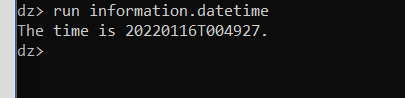 dz> run information.datetime
The time is 20220116T004927.
dz>